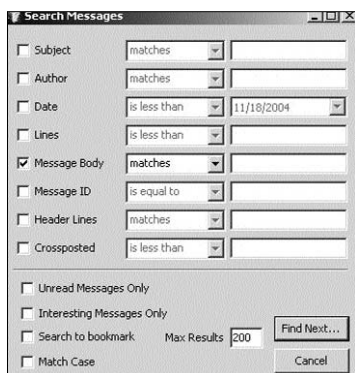 Search Messages
Subject matches
Author matches
Date is less than 11/18/2004
Lines is less than
Message Body matches
Message ID is equal to
Header Lines matches
Crossposted is less than
Unread Messages Only
Interesting Messages Only
Search to bookmark Max Results 200 Find Next...
Match Case Cancel